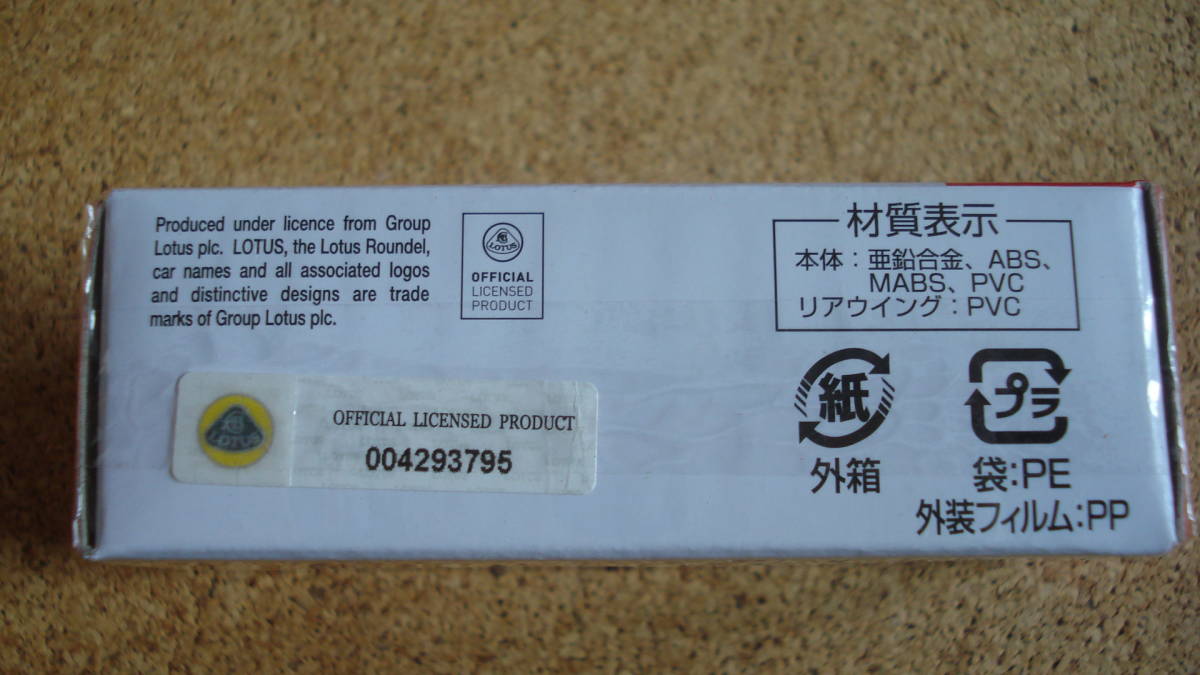 Produced under licence from Group
Lotus plc. LOTUS, the Lotus Roundel,
car names and all associated logos
and distinctive designs are trade
marks of Group Lotus plc.
LOTUS
OFFICIAL
LICENSED
PRODUCT
LOTUS
OFFICIAL LICENSED PRODUCT
004293795
材質表示
本体：亜鉛合金、ABS、
MABS、PVC
リアウイング：PVC
紙
外箱
プラ
袋：PE
外装フィルム：PP